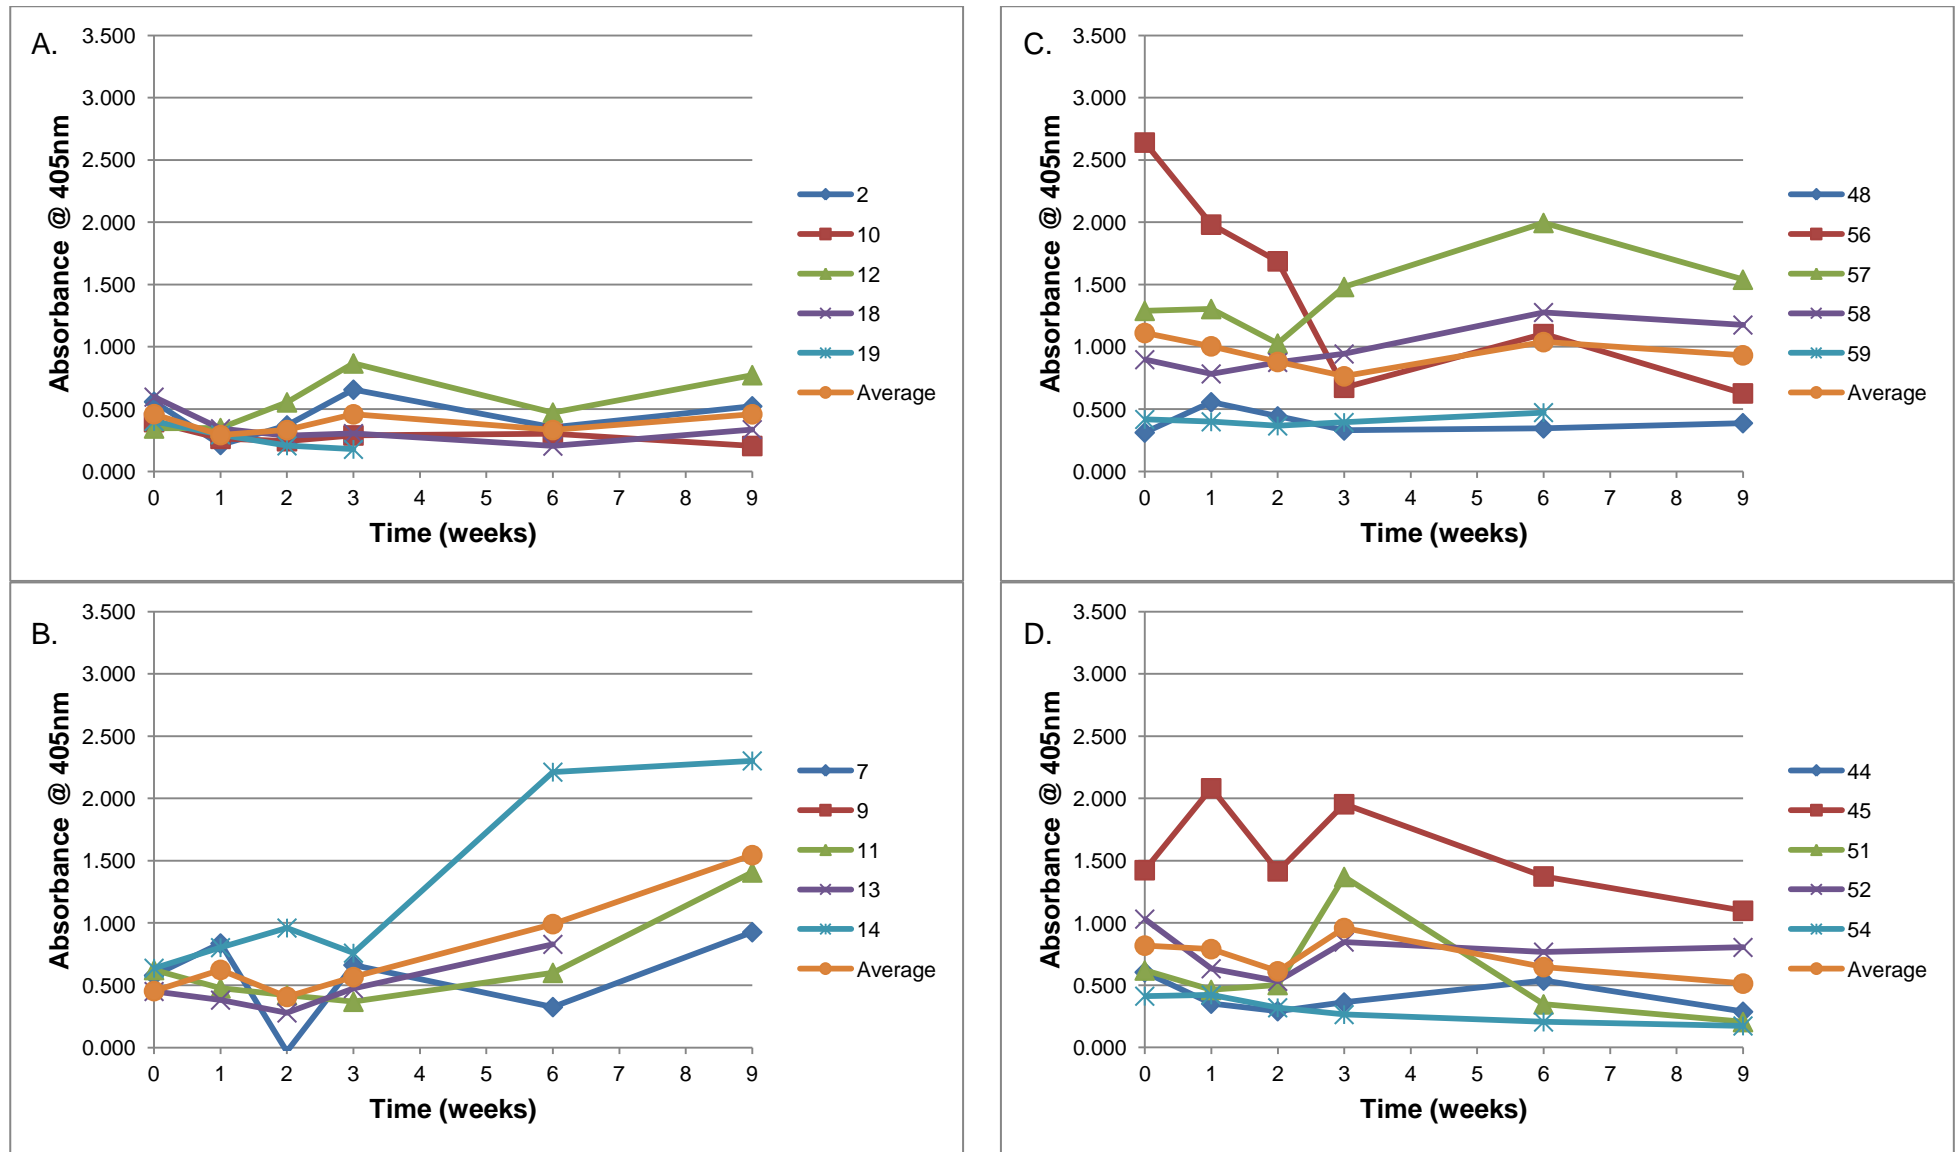 A.
Absorbance @ 405nm
3.500
3.000
2.500
2.000
1.500
1.000
0.500
0.000
0 1 2 3 4 5 6 7 8 9
Time (weeks)
2
10
12
18
19
Average
B.
Absorbance @ 405nm
3.500
3.000
2.500
2.000
1.500
1.000
0.500
0.000
0 1 2 3 4 5 6 7 8 9
Time (weeks)
7
9
11
13
14
Average
C.
Absorbance @ 405nm
3.500
3.000
2.500
2.000
1.500
1.000
0.500
0.000
0 1 2 3 4 5 6 7 8 9
Time (weeks)
48
56
57
58
59
Average
D.
Absorbance @ 405nm
3.500
3.000
2.500
2.000
1.500
1.000
0.500
0.000
0 1 2 3 4 5 6 7 8 9
Time (weeks)
44
45
51
52
54
Average